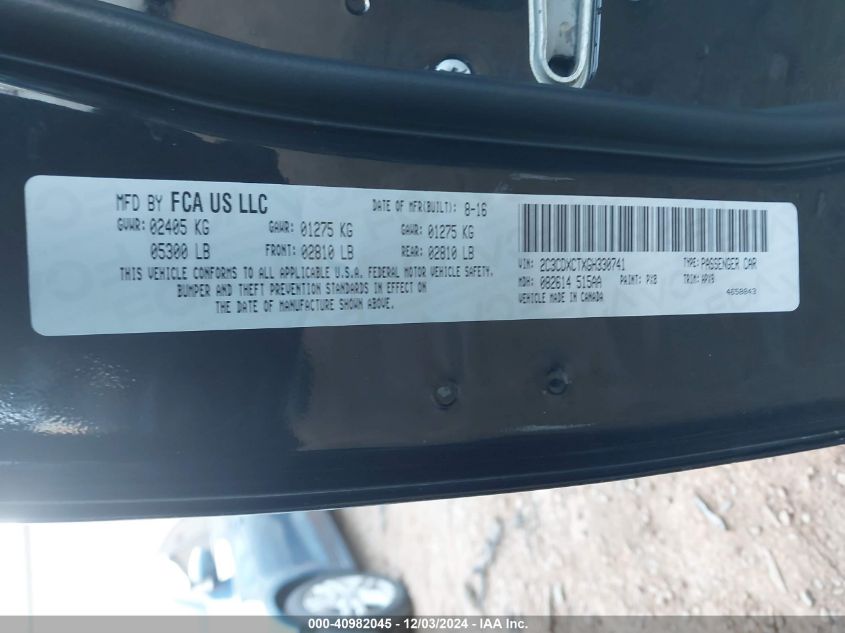 MFD BY FCA US LLC DATE OF MFR(BUILT): 8-16
GVWR: 02405 KG GAWR: 01275 KG GAWR: 01275 KG
05300 LB FRONT: 02810 LB REAR: 02810 LB
THIS VEHICLE CONFORMS TO ALL APPLICABLE U.S.A. FEDERAL MOTOR VEHICLE SAFETY,
BUMPER AND THEFT PREVENTION STANDARDS IN EFFECT ON
THE DATE OF MANUFACTURE SHOWN ABOVE.
VIN: 2C3CDXCTXGH330741 TYPE: PASSENGER CAR
MDH: 082614 515AA PAINT: PX8 TRIM: APX9
VEHICLE MADE IN CANADA 4658843
000-40982045 - 12/03/2024 - IAA Inc.